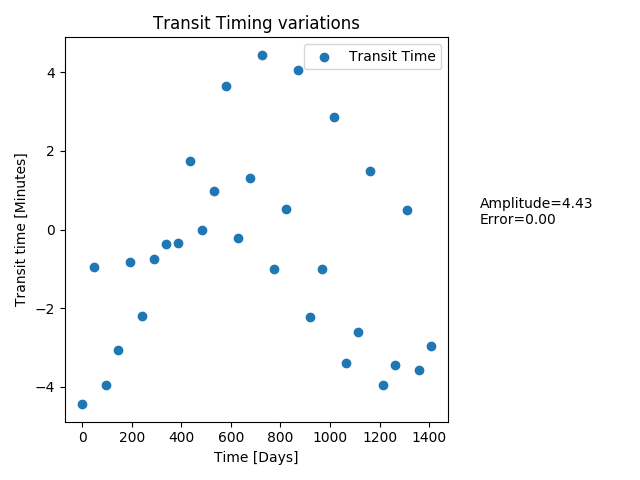 Transit Timing variations
Transit Time
Transit time [Minutes]
4
2
0
−2
−4
0 200 400 600 800 1000 1200 1400
Time [Days]
Amplitude=4.43
Error=0.00